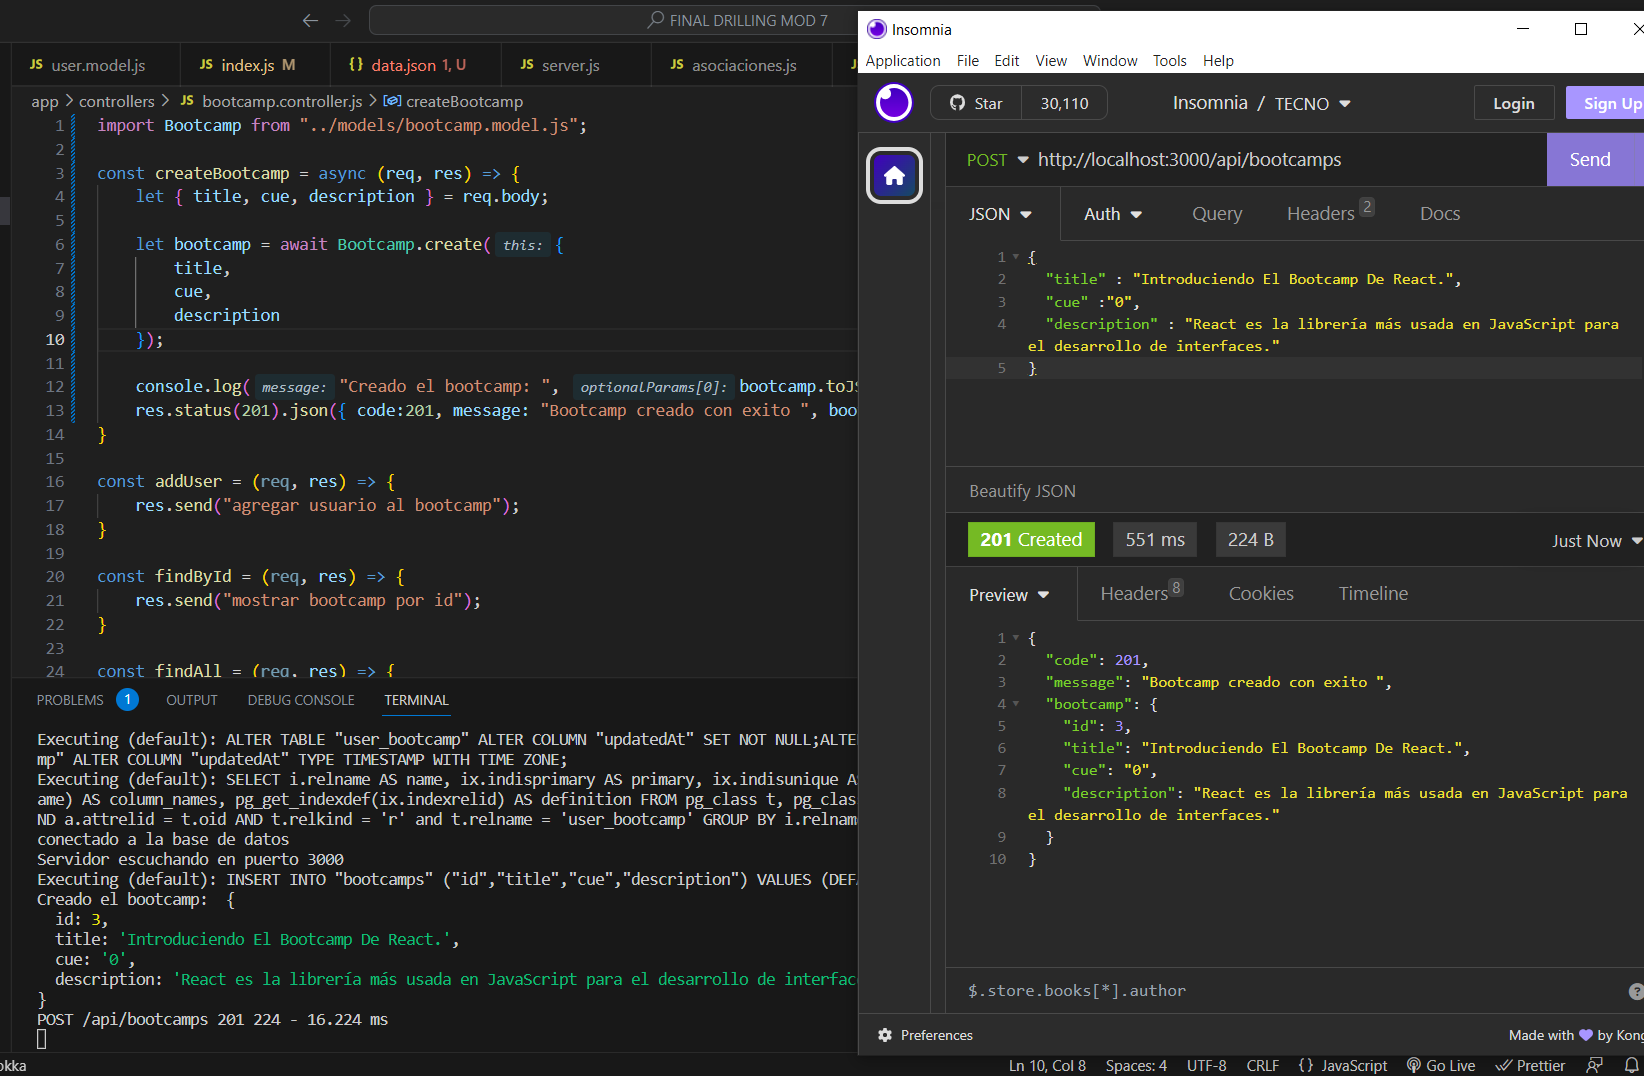 FINAL DRILLING MOD 7
JS user.model.js
JS index.js M
{} data.json 1, U
JS server.js
JS asociaciones.js
app > controllers > JS bootcamp.controller.js > createBootcamp
1 import Bootcamp from "../models/bootcamp.model.js";
2
3 const createBootcamp = async (req, res) => {
4 let { title, cue, description } = req.body;
5
6 let bootcamp = await Bootcamp.create( this: {
7 title,
8 cue,
9 description
10 });
11
12 console.log( message: "Creado el bootcamp: ", optionalParams[0]: bootcamp.toJS
13 res.status(201).json({ code:201, message: "Bootcamp creado con exito ", boo
14 }
15
16 const addUser = (req, res) => {
17 res.send("agregar usuario al bootcamp");
18 }
19
20 const findById = (req, res) => {
21 res.send("mostrar bootcamp por id");
22 }
23
24 const findAll = (req, res) => {
PROBLEMS 1 OUTPUT DEBUG CONSOLE TERMINAL
Executing (default): ALTER TABLE "user_bootcamp" ALTER COLUMN "updatedAt" SET NOT NULL;ALTE
mp" ALTER COLUMN "updatedAt" TYPE TIMESTAMP WITH TIME ZONE;
Executing (default): SELECT i.relname AS name, ix.indisprimary AS primary, ix.indisunique AS
ame) AS column_names, pg_get_indexdef(ix.indexrelid) AS definition FROM pg_class t, pg_clas
ND a.attrelid = t.oid AND t.relkind = 'r' and t.relname = 'user_bootcamp' GROUP BY i.relnam
conectado a la base de datos
Servidor escuchando en puerto 3000
Executing (default): INSERT INTO "bootcamps" ("id","title","cue","description") VALUES (DEF
Creado el bootcamp:  {
id: 3,
title: 'Introduciendo El Bootcamp De React.',
cue: '0',
description: 'React es la librería más usada en JavaScript para el desarrollo de interfac
}
POST /api/bootcamps 201 224 - 16.224 ms
Insomnia
Application File Edit View Window Tools Help
Star 30,110
Insomnia / TECNO
Login
Sign Up
POST http://localhost:3000/api/bootcamps
Send
JSON Auth Query Headers 2 Docs
1 {
2 "title" : "Introduciendo El Bootcamp De React.",
3 "cue" :"0",
4 "description" : "React es la librería más usada en JavaScript para
el desarrollo de interfaces."
5 }
Beautify JSON
201 Created 551 ms 224 B Just Now
Preview Headers 8 Cookies Timeline
1 {
2 "code": 201,
3 "message": "Bootcamp creado con exito ",
4 "bootcamp": {
5 "id": 3,
6 "title": "Introduciendo El Bootcamp De React.",
7 "cue": "0",
8 "description": "React es la librería más usada en JavaScript para
el desarrollo de interfaces."
9 }
10 }
$.store.books[*].author
?
Preferences
Made with by Kong
okka
Ln 10, Col 8 Spaces: 4 UTF-8 CRLF {} JavaScript Go Live Prettier